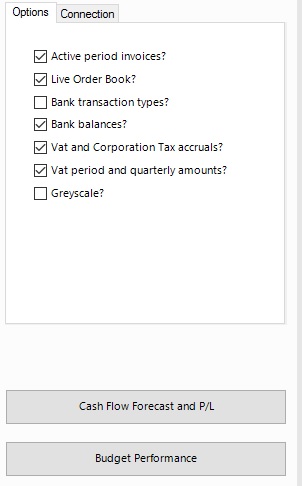 Options Connection
Active period invoices?
Live Order Book?
Bank transaction types?
Bank balances?
Vat and Corporation Tax accruals?
Vat period and quarterly amounts?
Greyscale?
Cash Flow Forecast and P/L
Budget Performance